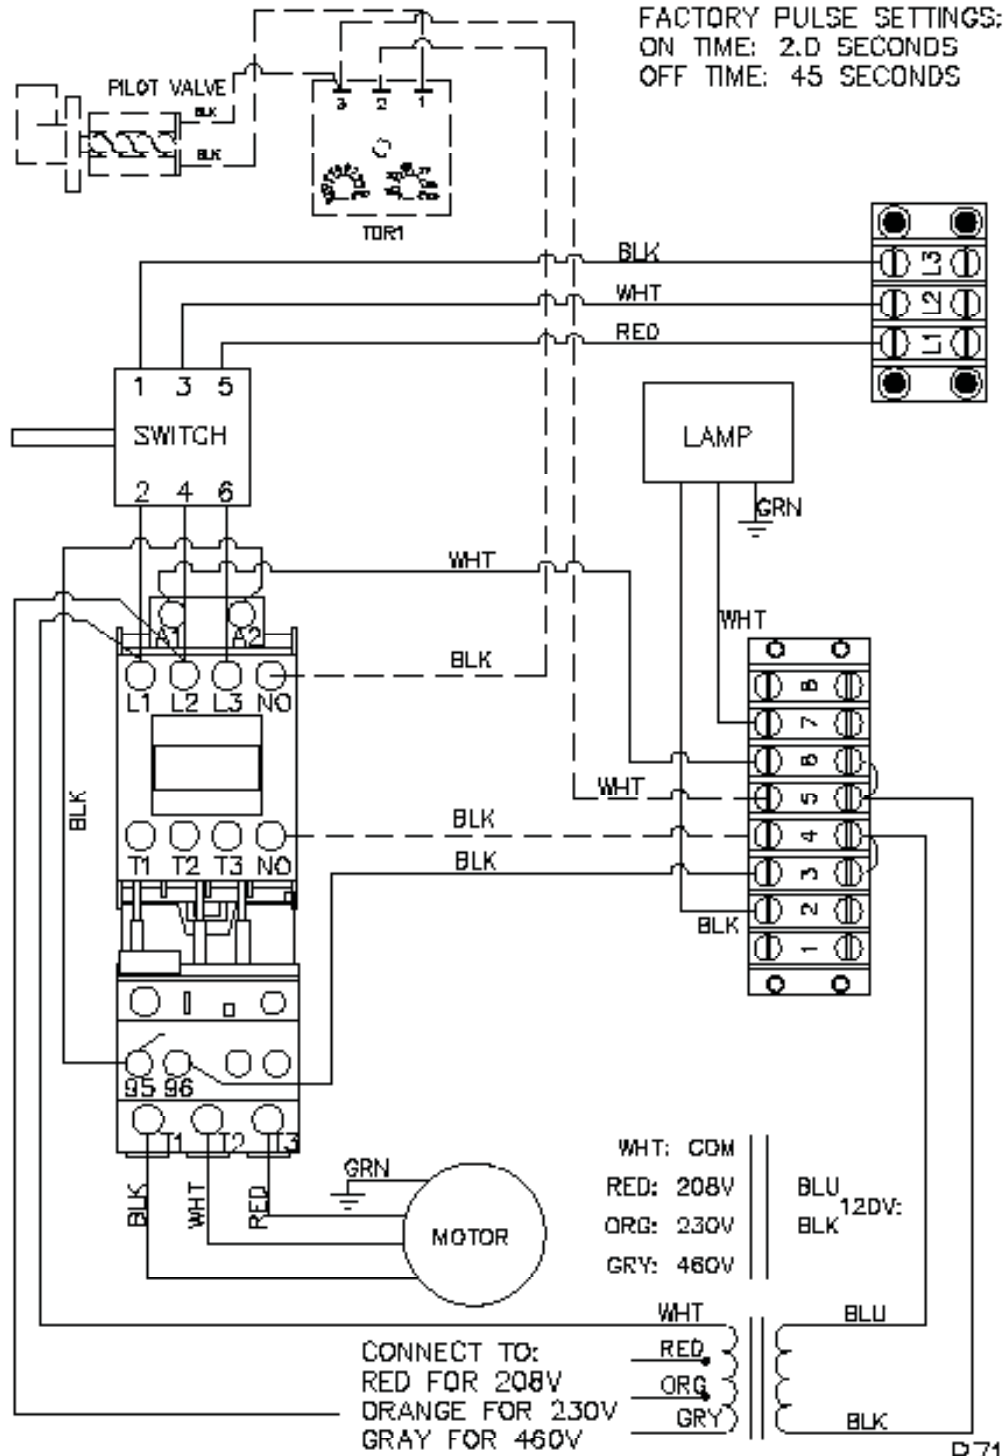 FACTORY PULSE SETTINGS:
ON TIME: 2.0 SECONDS
OFF TIME: 45 SECONDS
PILOT VALVE
BLK
BLK
3 2 1
TDR1
BLK
WHT
RED
L3
L2
L1
1 3 5
SWITCH
2 4 6
LAMP
GRN
WHT
WHT
A1 A2
BLK
L1 L2 L3 NO
8
7
6
5
4
3
2
1
BLK
WHT
BLK
BLK
T1 T2 T3 NO
BLK
95 96
T1 T2 T3
BLK
WHT
RED
GRN
MOTOR
WHT: COM
RED: 208V
ORG: 230V
GRY: 460V
BLU
120V:
BLK
WHT
RED
ORG
GRY
BLU
BLK
CONNECT TO:
RED FOR 208V
ORANGE FOR 230V
GRAY FOR 460V